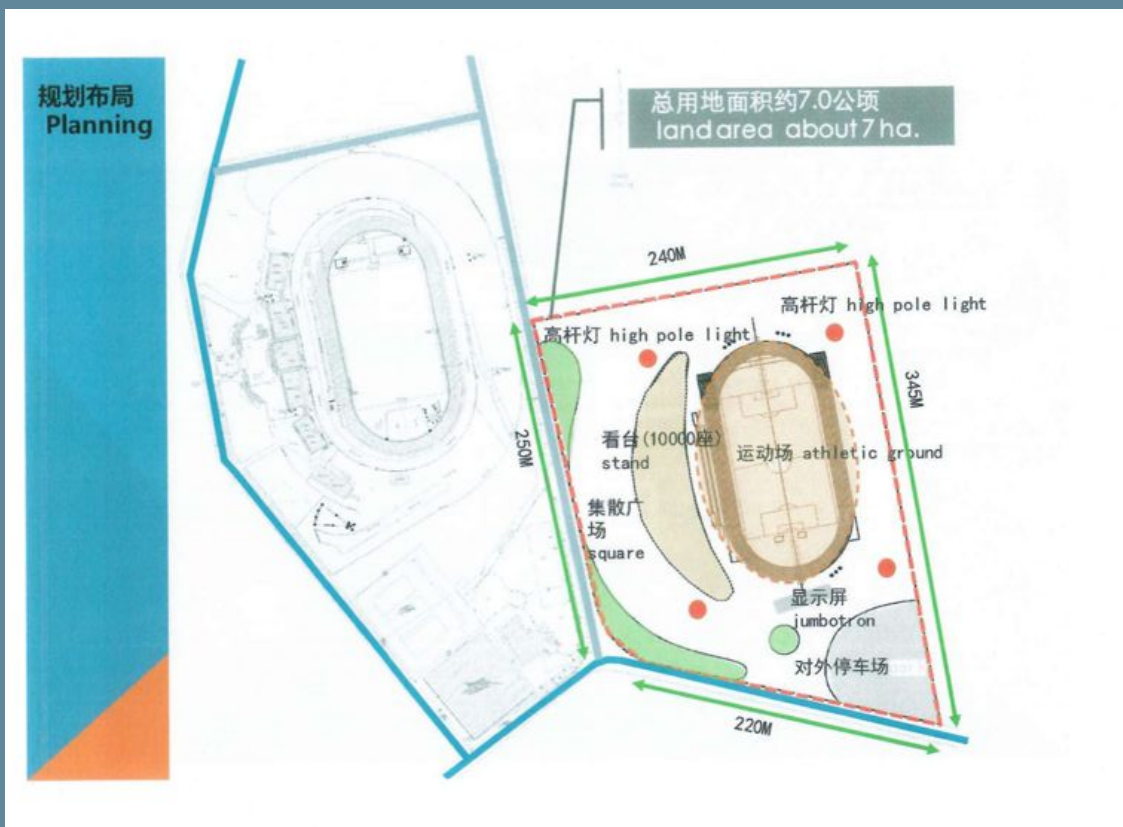 规划布局
Planning
总用地面积约7.0公顷
land area about 7 ha.
240M
高杆灯 high pole light
高杆灯 high pole light
345M
250M
看台(10000座)
stand
运动场 athletic ground
集散广
场
square
显示屏
jumbotron
对外停车场
220M